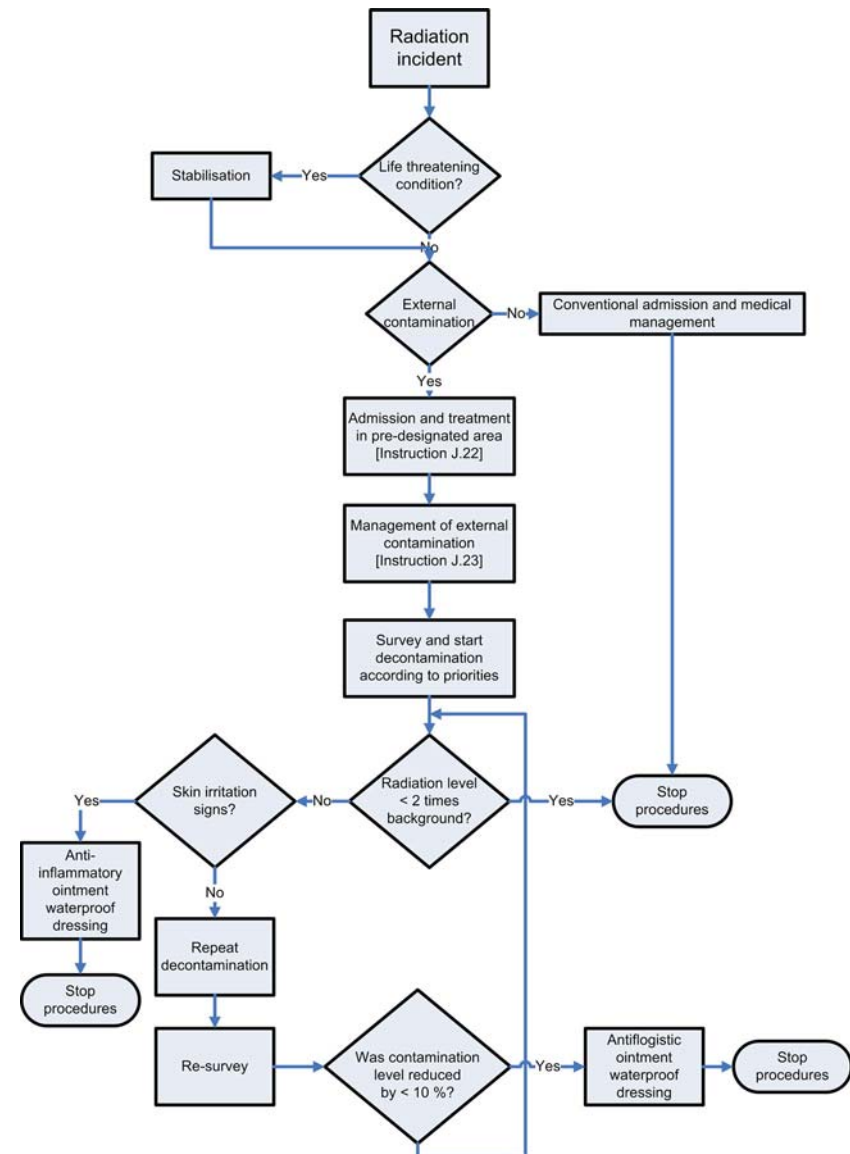 Radiation
incident
Life threatening
condition?
Yes
Stabilisation
No
External
contamination
No
Conventional admission and medical
management
Yes
Admission and treatment
in pre-designated area
[Instruction J.22]
Management of external
contamination
[Instruction J.23]
Survey and start
decontamination
according to priorities
Radiation level
< 2 times
background?
Yes
Stop
procedures
No
Skin irritation
signs?
Yes
Anti-
inflammatory
ointment
waterproof
dressing
Stop
procedures
No
Repeat
decontamination
Re-survey
Was contamination
level reduced
by < 10 %?
Yes
Antiflogistic
ointment
waterproof
dressing
Stop
procedures